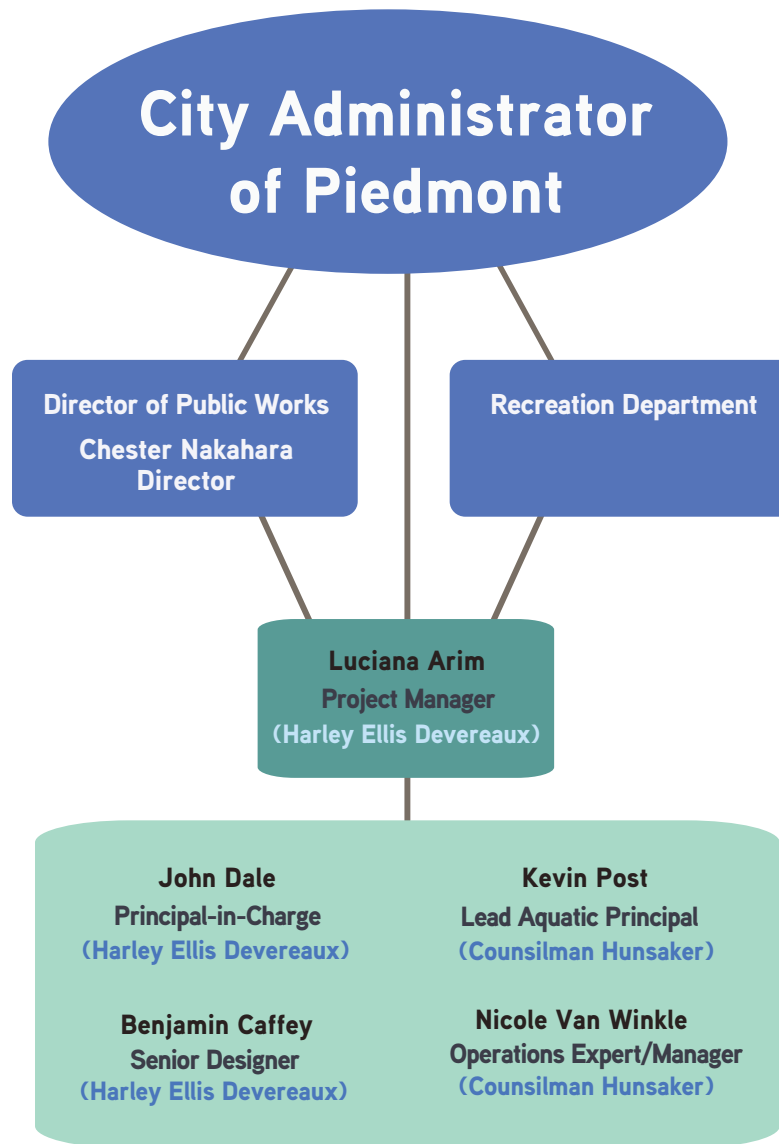 City Administrator
of Piedmont
Director of Public Works
Chester Nakahara
Director
Recreation Department
Luciana Arim
Project Manager
(Harley Ellis Devereaux)
John Dale
Principal-in-Charge
(Harley Ellis Devereaux)
Kevin Post
Lead Aquatic Principal
(Counsilman Hunsaker)
Benjamin Caffey
Senior Designer
(Harley Ellis Devereaux)
Nicole Van Winkle
Operations Expert/Manager
(Counsilman Hunsaker)